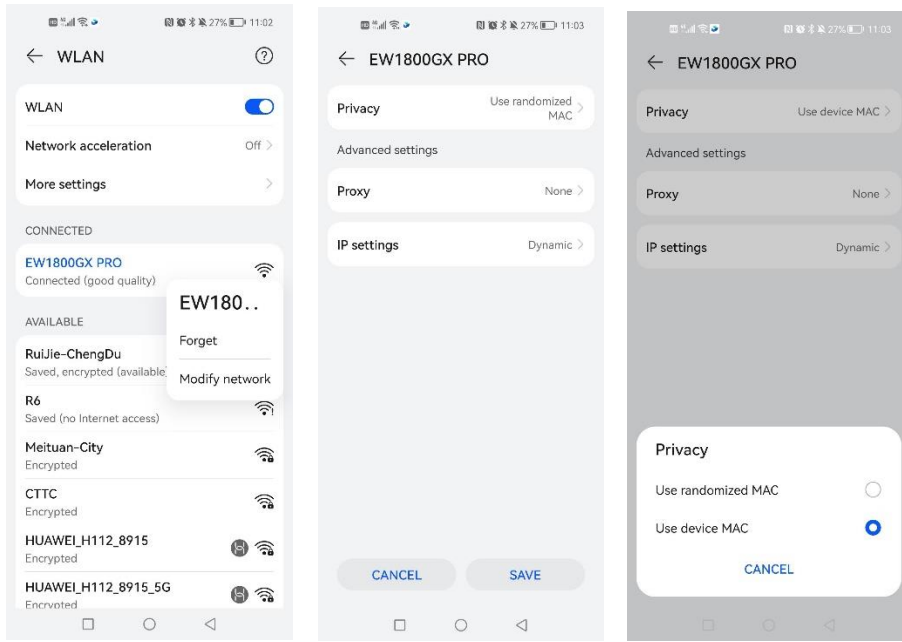 27% 11:02
WLAN
WLAN
Network acceleration Off
More settings
CONNECTED
EW1800GX PRO
Connected (good quality)
EW180..
Forget
Modify network
AVAILABLE
RuiJie-ChengDu
Saved, encrypted (available
R6
Saved (no Internet access)
Meituan-City
Encrypted
CTTC
Encrypted
HUAWEI_H112_8915
Encrypted
HUAWEI_H112_8915_5G
Encrypted
27% 11:03
EW1800GX PRO
Privacy Use randomized
MAC
Advanced settings
Proxy None
IP settings Dynamic
CANCEL SAVE
27% 11:03
EW1800GX PRO
Privacy Use device MAC
Advanced settings
Proxy None
IP settings Dynamic
Privacy
Use randomized MAC
Use device MAC
CANCEL